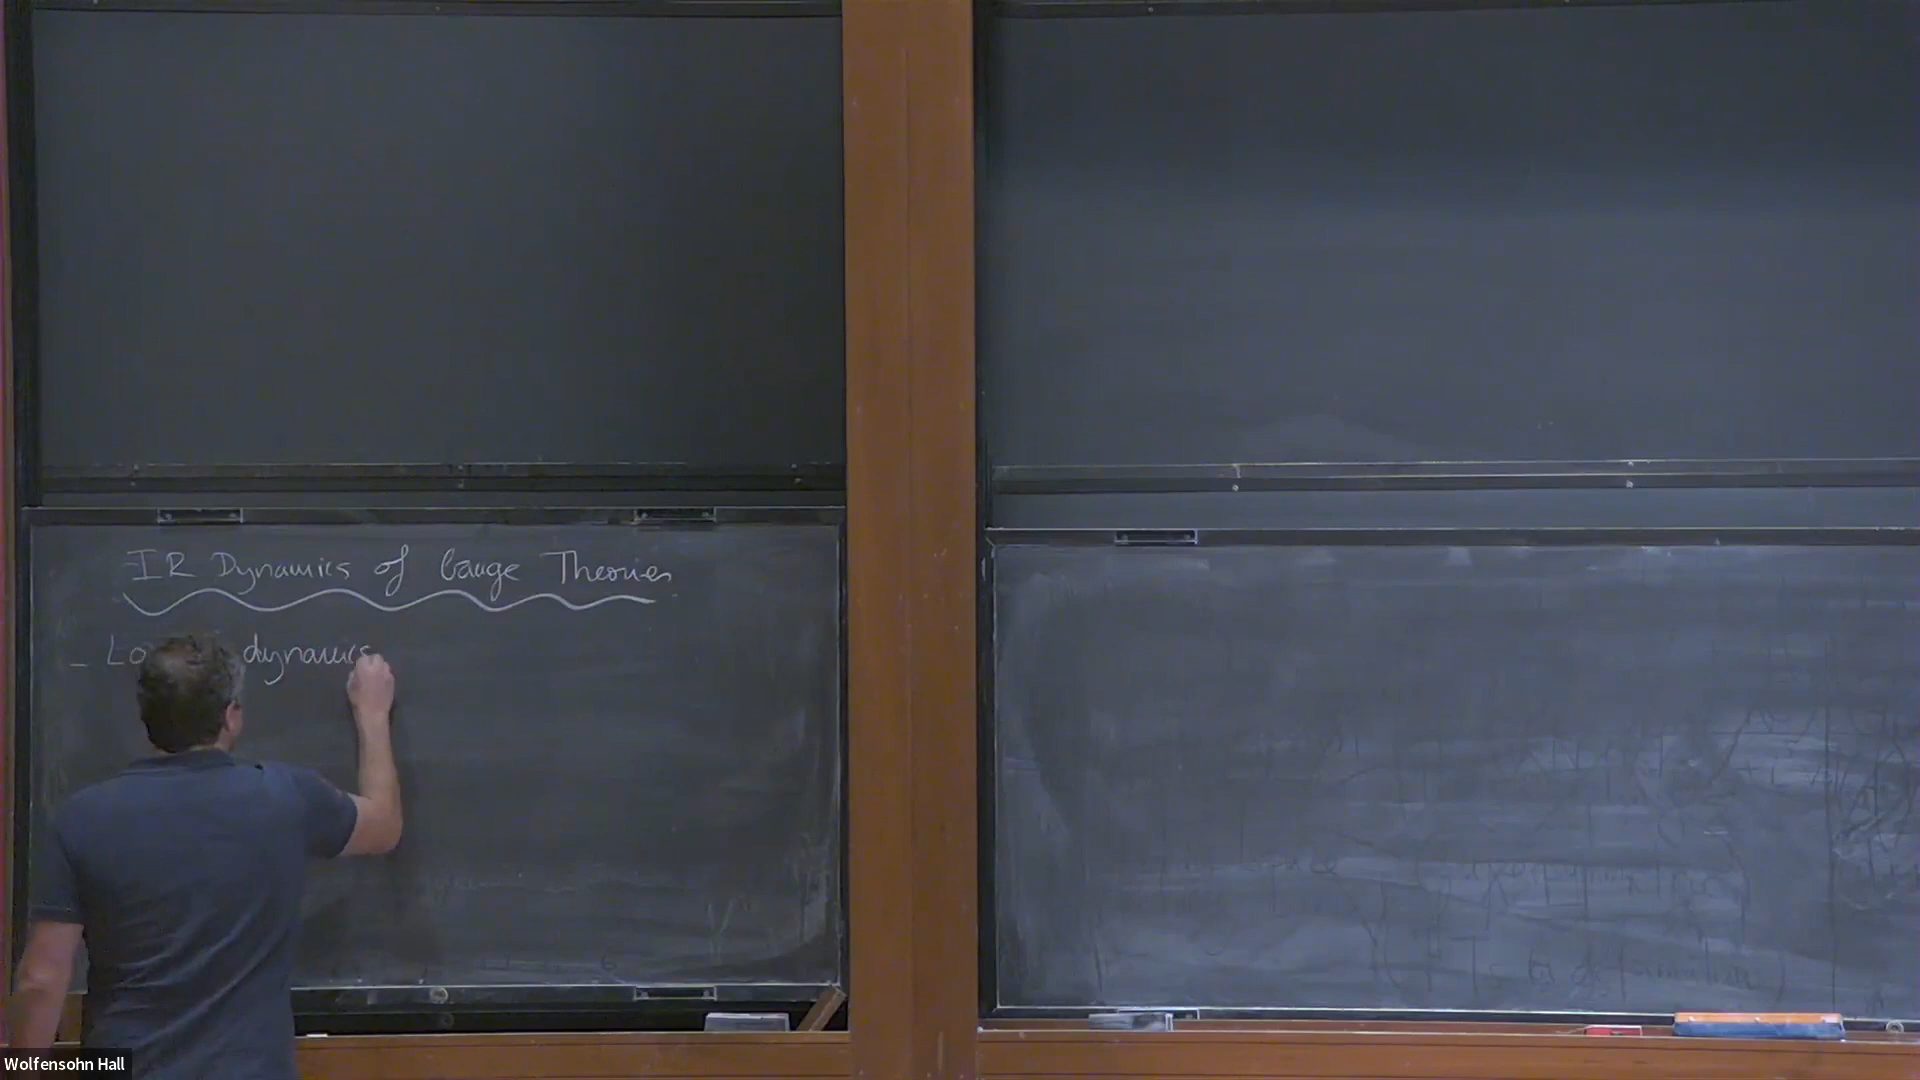 IR Dynamics of Gauge Theories
- dynamics
Wolfensohn Hall